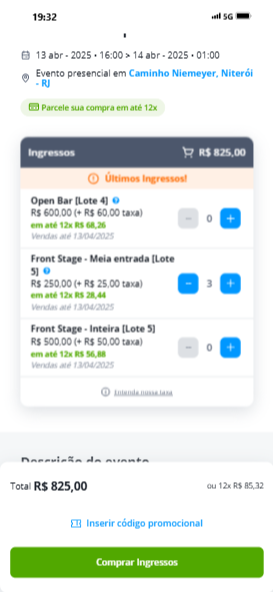 19:32
5G
13 abr - 2025 • 16:00 > 14 abr - 2025 • 01:00
Evento presencial em Caminho Niemeyer, Niterói
- RJ
Parcele sua compra em até 12x
Ingressos R$ 825,00
Últimos Ingressos!
Open Bar [Lote 4]
R$ 600,00 (+ R$ 60,00 taxa)
em até 12x R$ 68,26
Vendas até 13/04/2025
− 0 +
Front Stage - Meia entrada [Lote
5]
R$ 250,00 (+ R$ 25,00 taxa)
em até 12x R$ 28,44
Vendas até 13/04/2025
− 3 +
Front Stage - Inteira [Lote 5]
R$ 500,00 (+ R$ 50,00 taxa)
em até 12x R$ 56,88
Vendas até 13/04/2025
− 0 +
Entenda nossa taxa
Descrição do evento
Total R$ 825,00 ou 12x R$ 85,32
Inserir código promocional
Comprar Ingressos